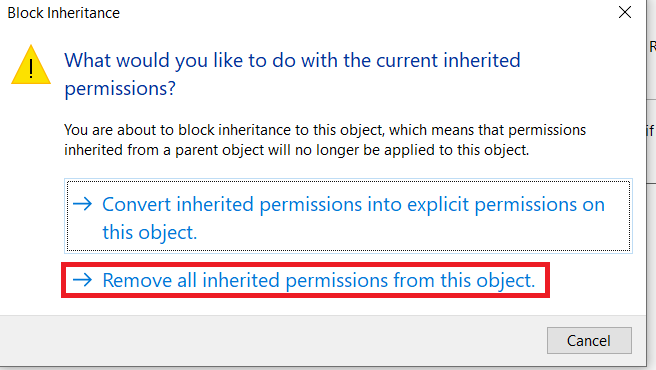 Block Inheritance
What would you like to do with the current inherited
permissions?
You are about to block inheritance to this object, which means that permissions
inherited from a parent object will no longer be applied to this object.
Convert inherited permissions into explicit permissions on
this object.
Remove all inherited permissions from this object.
Cancel
R
if